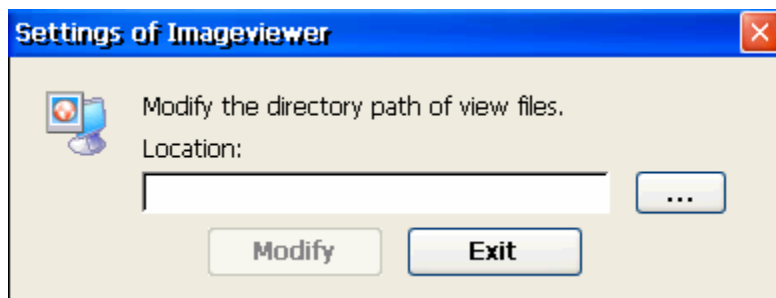 Settings of Imageviewer
Modify the directory path of view files.
Location:
...
Modify Exit